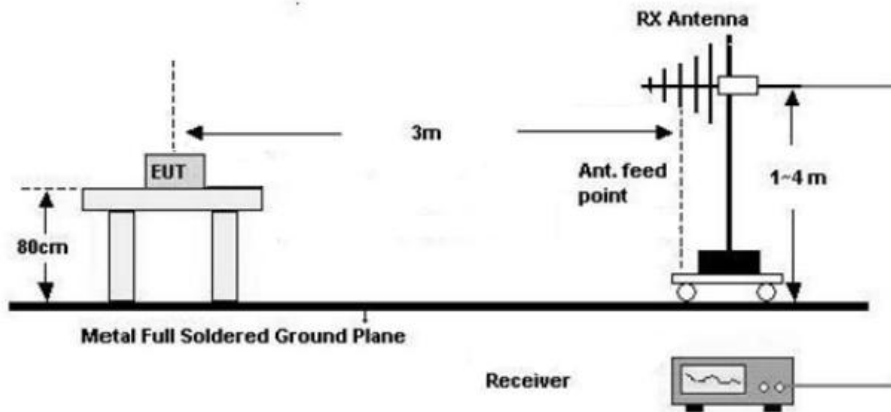 RX Antenna
3m
EUT
Ant. feed
point
1~4 m
80cm
Metal Full Soldered Ground Plane
Receiver